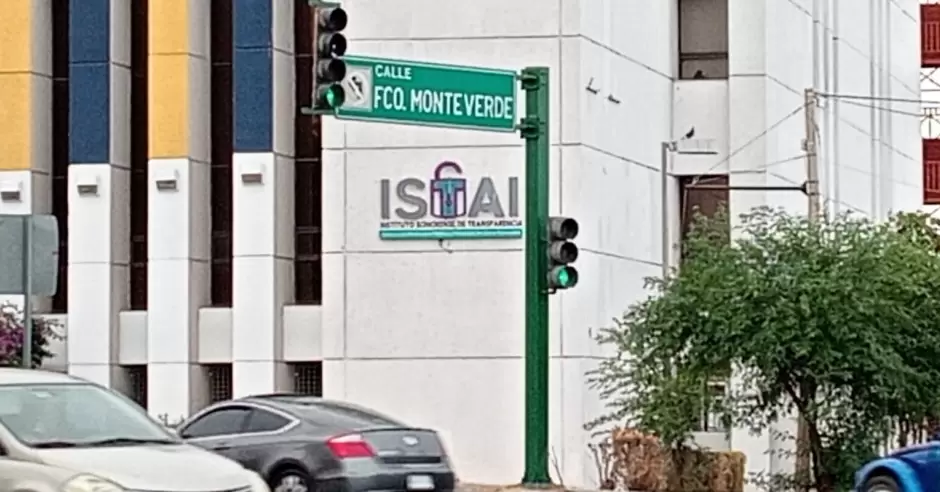 CALLE
FCO. MONTEVERDE
ISTAI
INSTITUTO SONORENSE DE TRANSPARENCIA